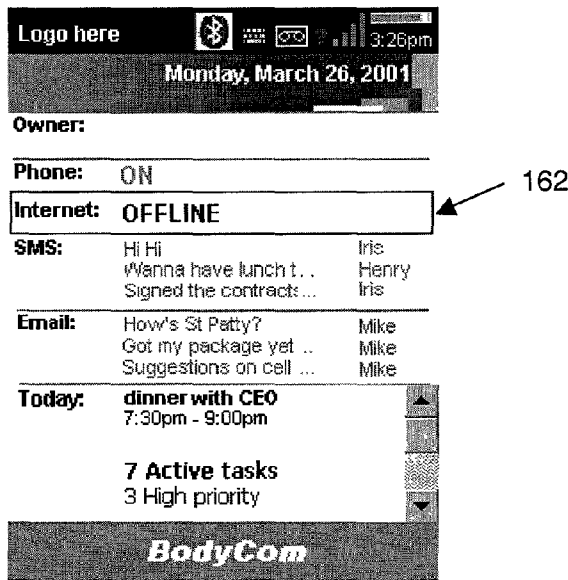 Logo here 3:26pm
Monday, March 26, 2001
Owner:
Phone: ON
Internet: OFFLINE
162
SMS: Hi Hi Iris
Wanna have lunch t... Henry
Signed the contracts... Iris
Email: How's St Patty? Mike
Got my package yet .. Mike
Suggestions on cell ... Mike
Today: dinner with CEO
7:30pm - 9:00pm
7 Active tasks
3 High priority
BodyCom